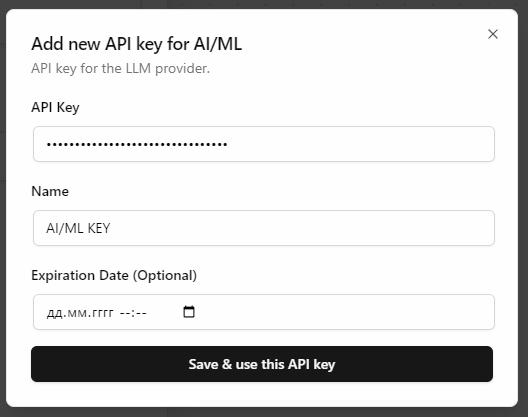 Add new API key for AI/ML
API key for the LLM provider.
API Key
••••••••••••••••••••••••••••••••
Name
AI/ML KEY
Expiration Date (Optional)
дд.мм.гггг --:--
Save & use this API key